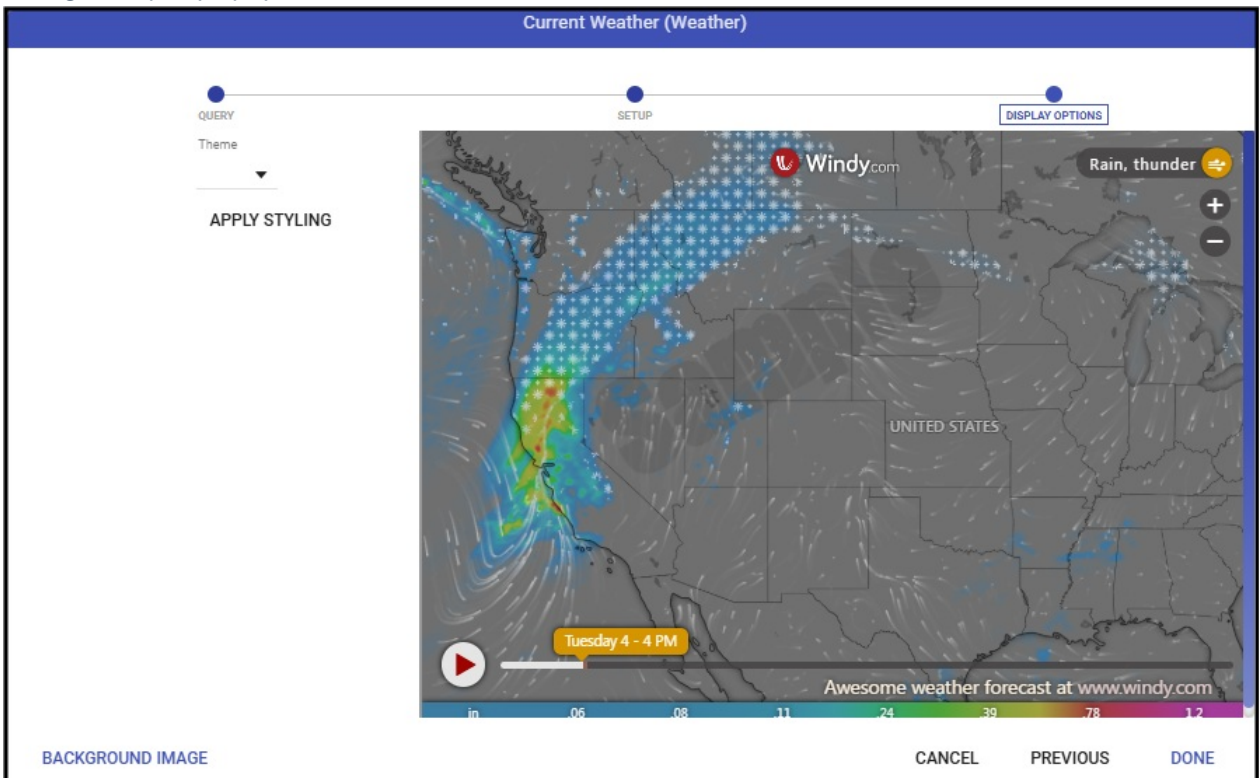 Current Weather (Weather)
QUERY
SETUP
DISPLAY OPTIONS
Theme
APPLY STYLING
Windy.com
Rain, thunder
+
−
Sample
UNITED STATES
Tuesday 4 - 4 PM
Awesome weather forecast at www.windy.com
in .06 .08 .11 .24 .39 .78 1.2
BACKGROUND IMAGE
CANCEL PREVIOUS DONE